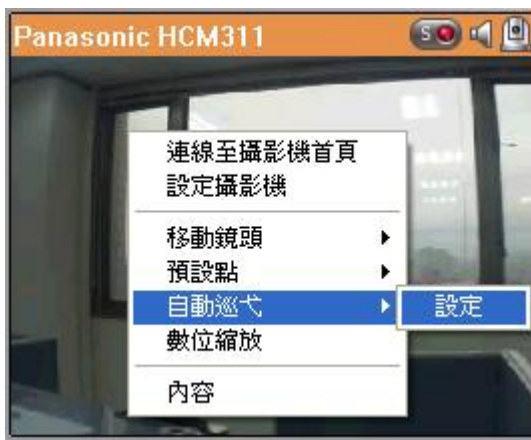 Panasonic HCM311
S
連線至攝影機首頁
設定攝影機
移動鏡頭
預設點
自動巡弋
設定
數位縮放
內容